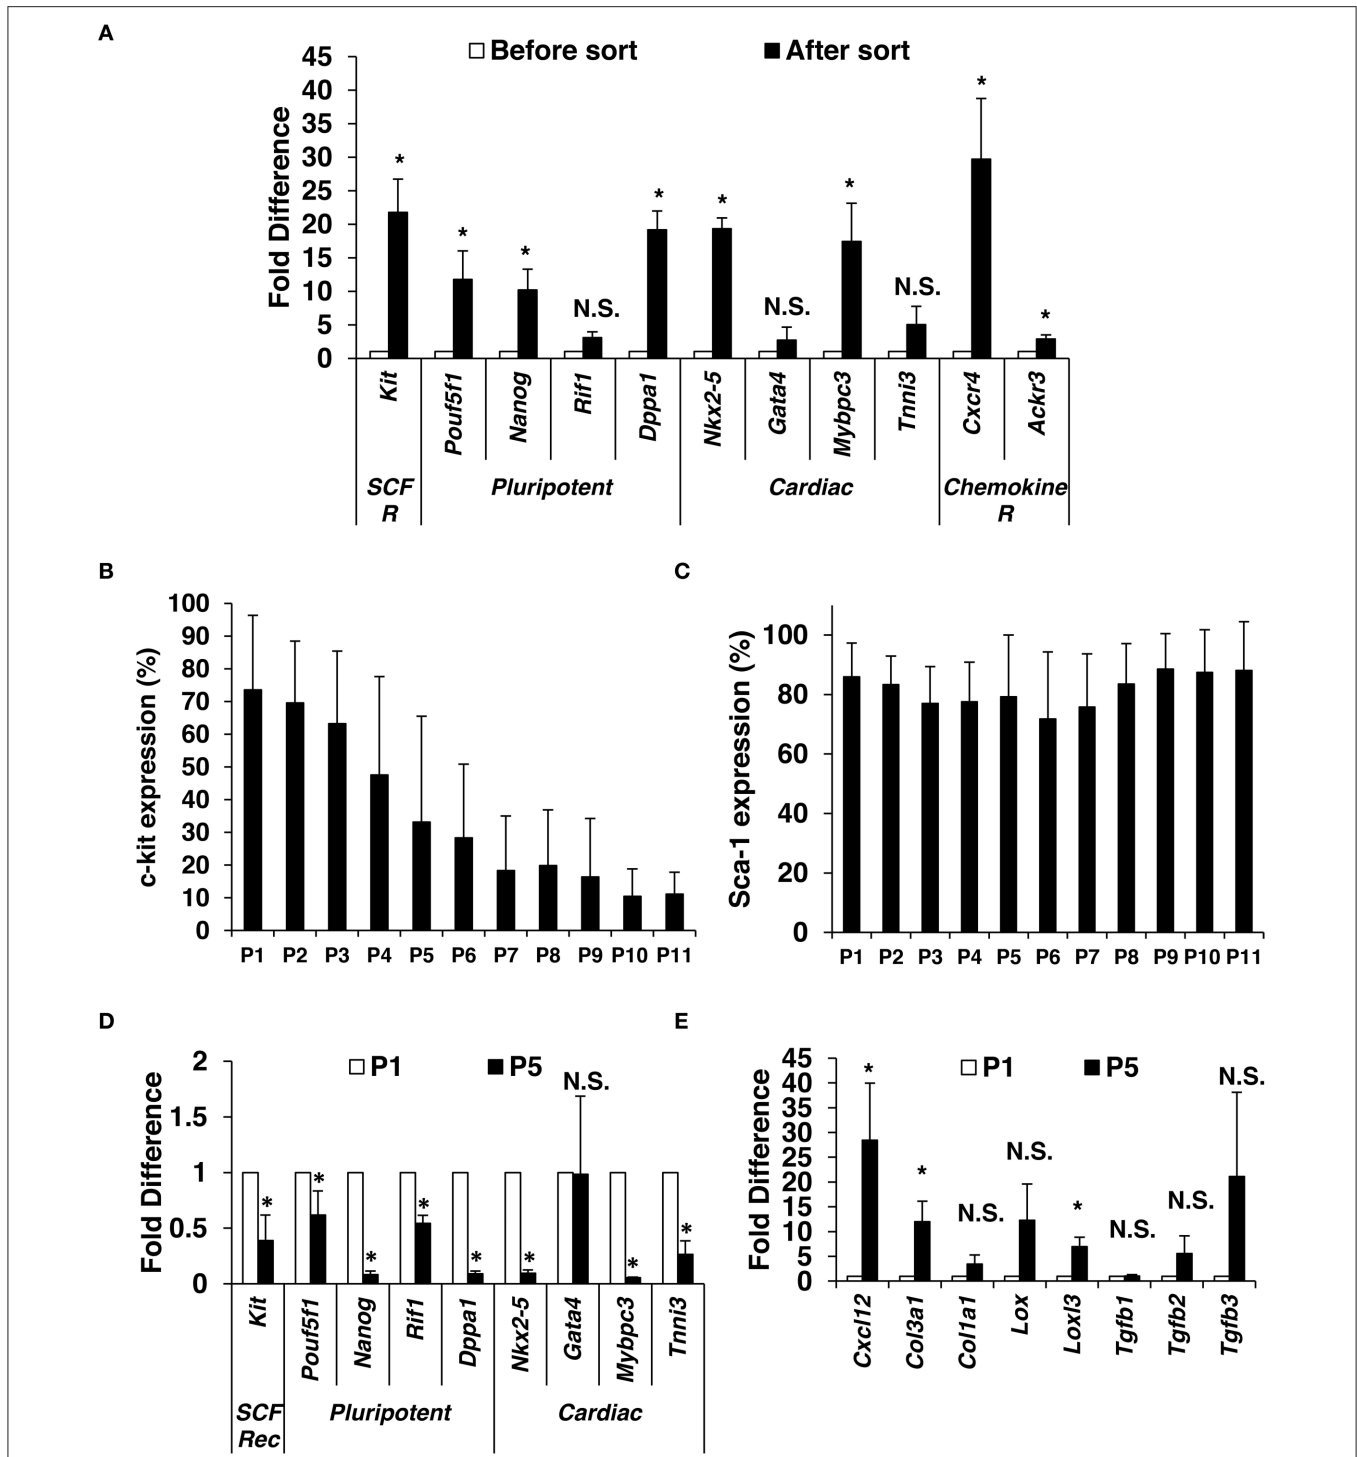 A
Before sort After sort
Fold Difference
45
40
35
30
25
20
15
10
5
0
* * * N.S. * * N.S. * N.S. * *
Kit Pouf5f1 Nanog Rif1 Dppa1 Nkx2-5 Gata4 Mybpc3 Tnni3 Cxcr4 Ackr3
SCF R Pluripotent Cardiac Chemokine R
B
c-kit expression (%)
100
90
80
70
60
50
40
30
20
10
0
P1 P2 P3 P4 P5 P6 P7 P8 P9 P10 P11
C
Sca-1 expression (%)
100
80
60
40
20
0
P1 P2 P3 P4 P5 P6 P7 P8 P9 P10 P11
D
P1 P5
Fold Difference
2
1.5
1
0.5
0
* * * * * * N.S. * *
Kit Pouf5f1 Nanog Rif1 Dppa1 Nkx2-5 Gata4 Mybpc3 Tnni3
SCF Rec Pluripotent Cardiac
E
P1 P5
Fold Difference
45
40
35
30
25
20
15
10
5
0
* * N.S. N.S. * N.S. N.S. N.S.
Cxcl12 Col3a1 Col1a1 Lox Loxl3 Tgfb1 Tgfb2 Tgfb3